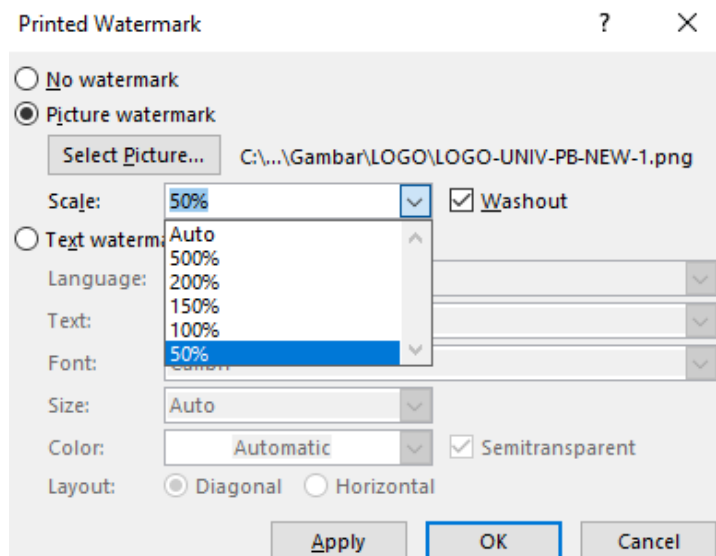 Printed Watermark ? ×
No watermark
Picture watermark
Select Picture... C:\...\Gambar\LOGO\LOGO-UNIV-PB-NEW-1.png
Scale: 50% Washout
Auto
Text waterma
500%
Language: 200%
150%
Text: 100%
50%
Font: Calibri
Size: Auto
Color: Automatic Semitransparent
Layout: Diagonal Horizontal
Apply OK Cancel